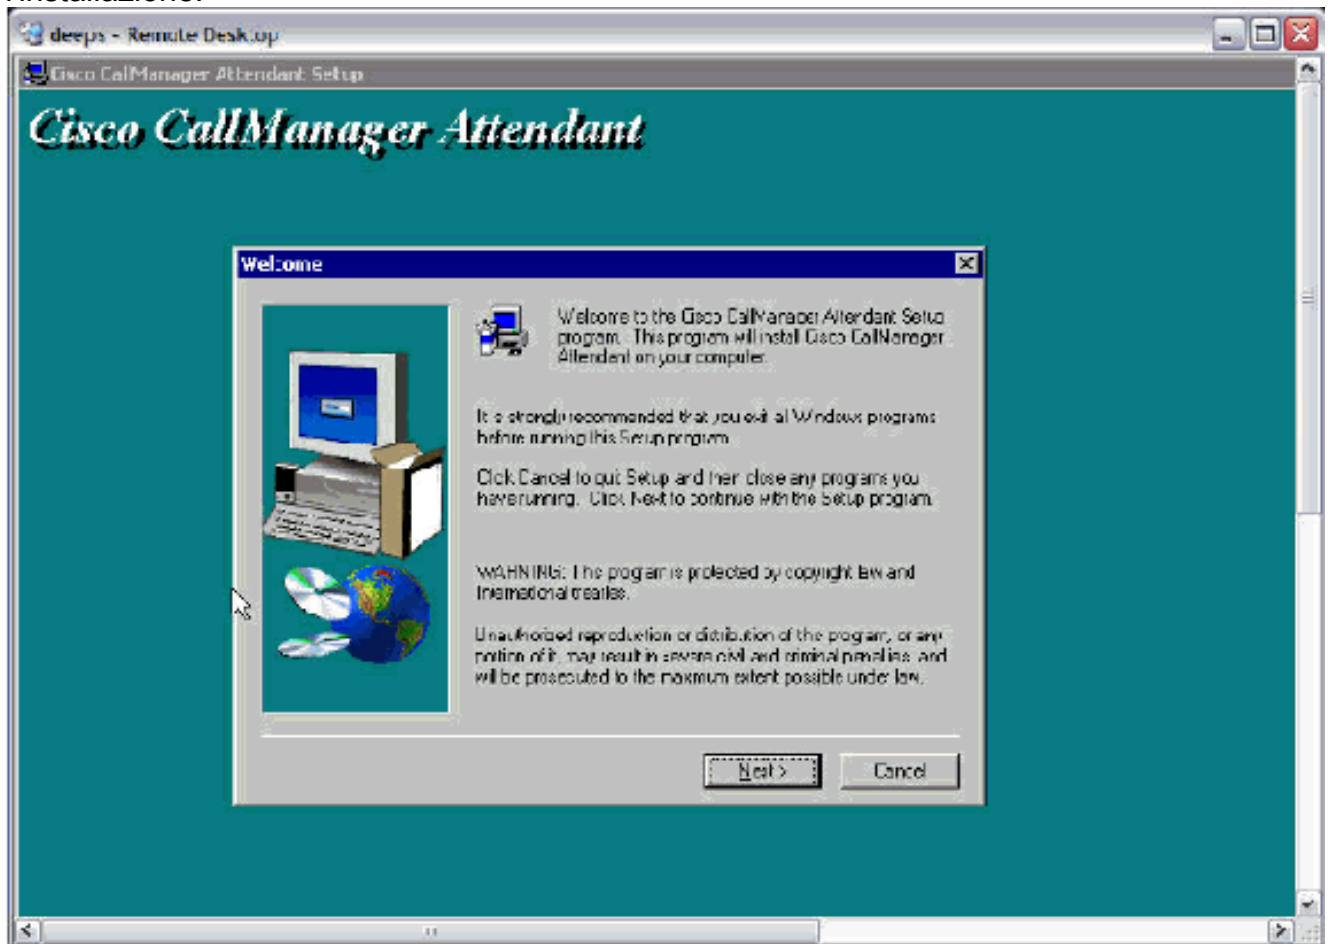 deeps - Remote Desktop
Cisco CallManager Attendant Setup
Cisco CallManager Attendant
Welcome
Welcome to the Cisco CallManager Attendant Setup
program. This program will install Cisco CallManager
Attendant on your computer.
It is strongly recommended that you exit all Windows programs
before running this Setup program.
Click Cancel to quit Setup and then close any programs you
have running. Click Next to continue with the Setup program.
WARNING: This program is protected by copyright law and
international treaties.
Unauthorized reproduction or distribution of this program, or any
portion of it, may result in severe civil and criminal penalties, and
will be prosecuted to the maximum extent possible under law.
Next >
Cancel